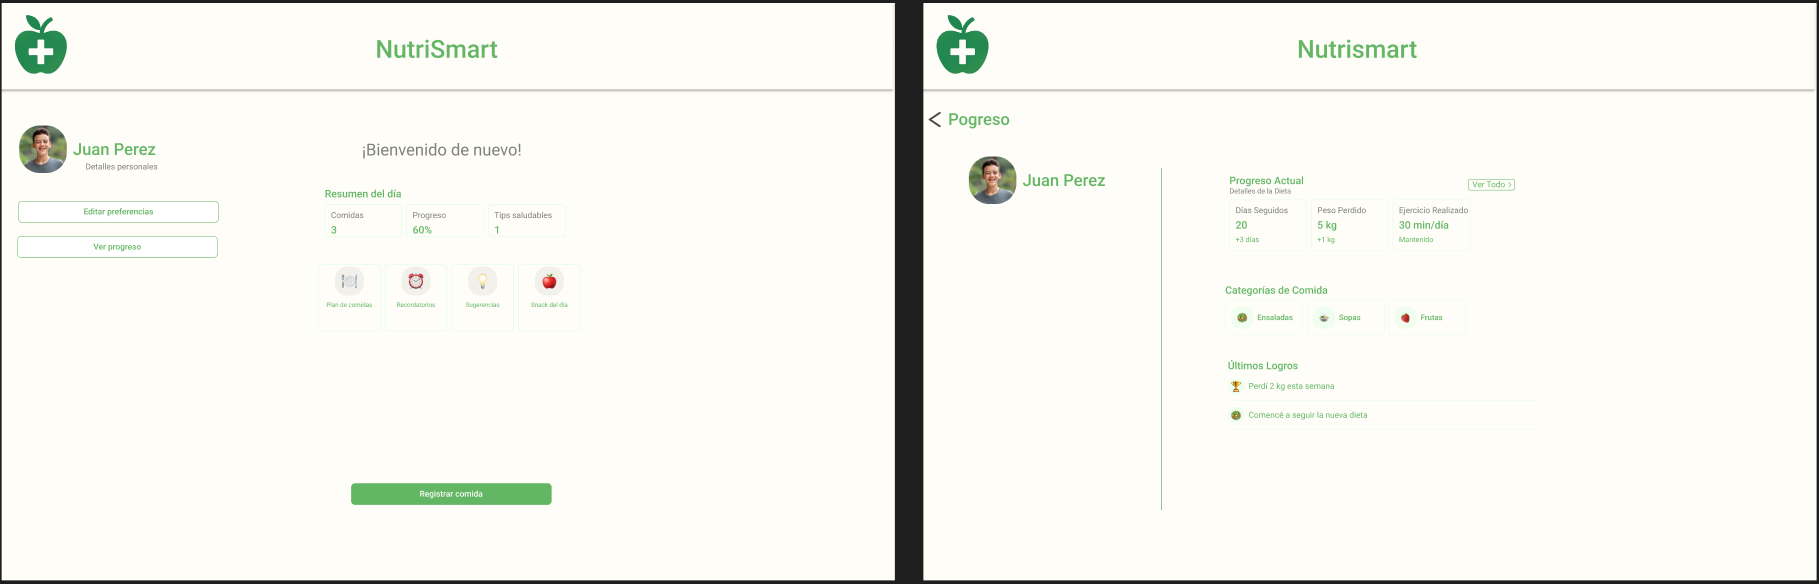 NutriSmart
Juan Perez
Detalles personales
Editar preferencias
Ver progreso
¡Bienvenido de nuevo!
Resumen del día
Comidas
3
Progreso
60%
Tips saludables
1
Plan de comidas
Recordatorios
Sugerencias
Snack del día
Registrar comida
Nutrismart
< Pogreso
Juan Perez
Progreso Actual
Detalles de la Dieta
Ver Todo >
Días Seguidos
20
+3 días
Peso Perdido
5 kg
+1 kg
Ejercicio Realizado
30 min/día
Mantenido
Categorías de Comida
Ensaladas
Sopas
Frutas
Últimos Logros
Perdí 2 kg esta semana
Comencé a seguir la nueva dieta